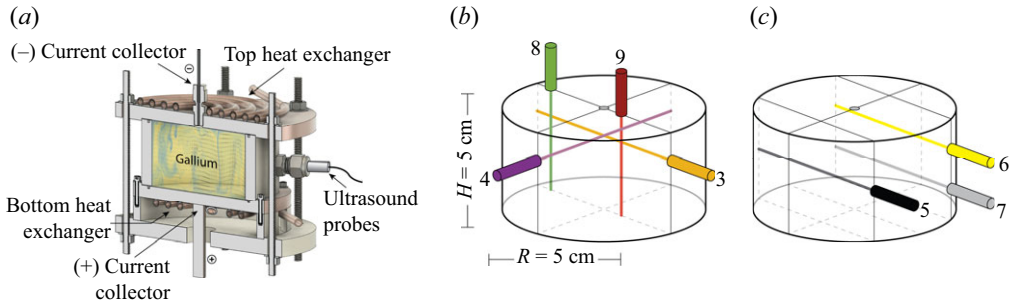 (a)
(–) Current collector
Top heat exchanger
Gallium
Ultrasound
probes
Bottom heat
exchanger
(+) Current
collector
(b)
8
9
4
3
H = 5 cm
R = 5 cm
(c)
6
5
7